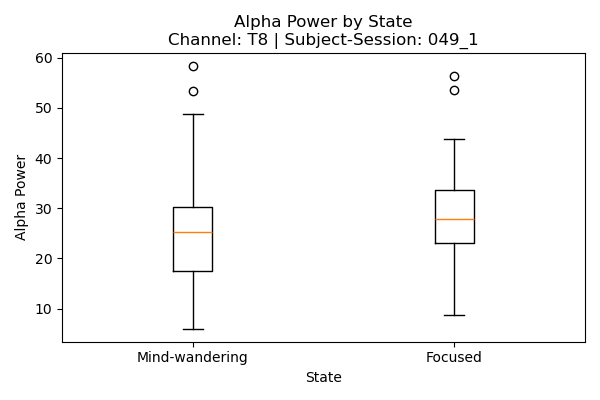 Alpha Power by State
Channel: T8 | Subject-Session: 049_1
60
50
40
30
20
10
Alpha Power
Mind-wandering
Focused
State